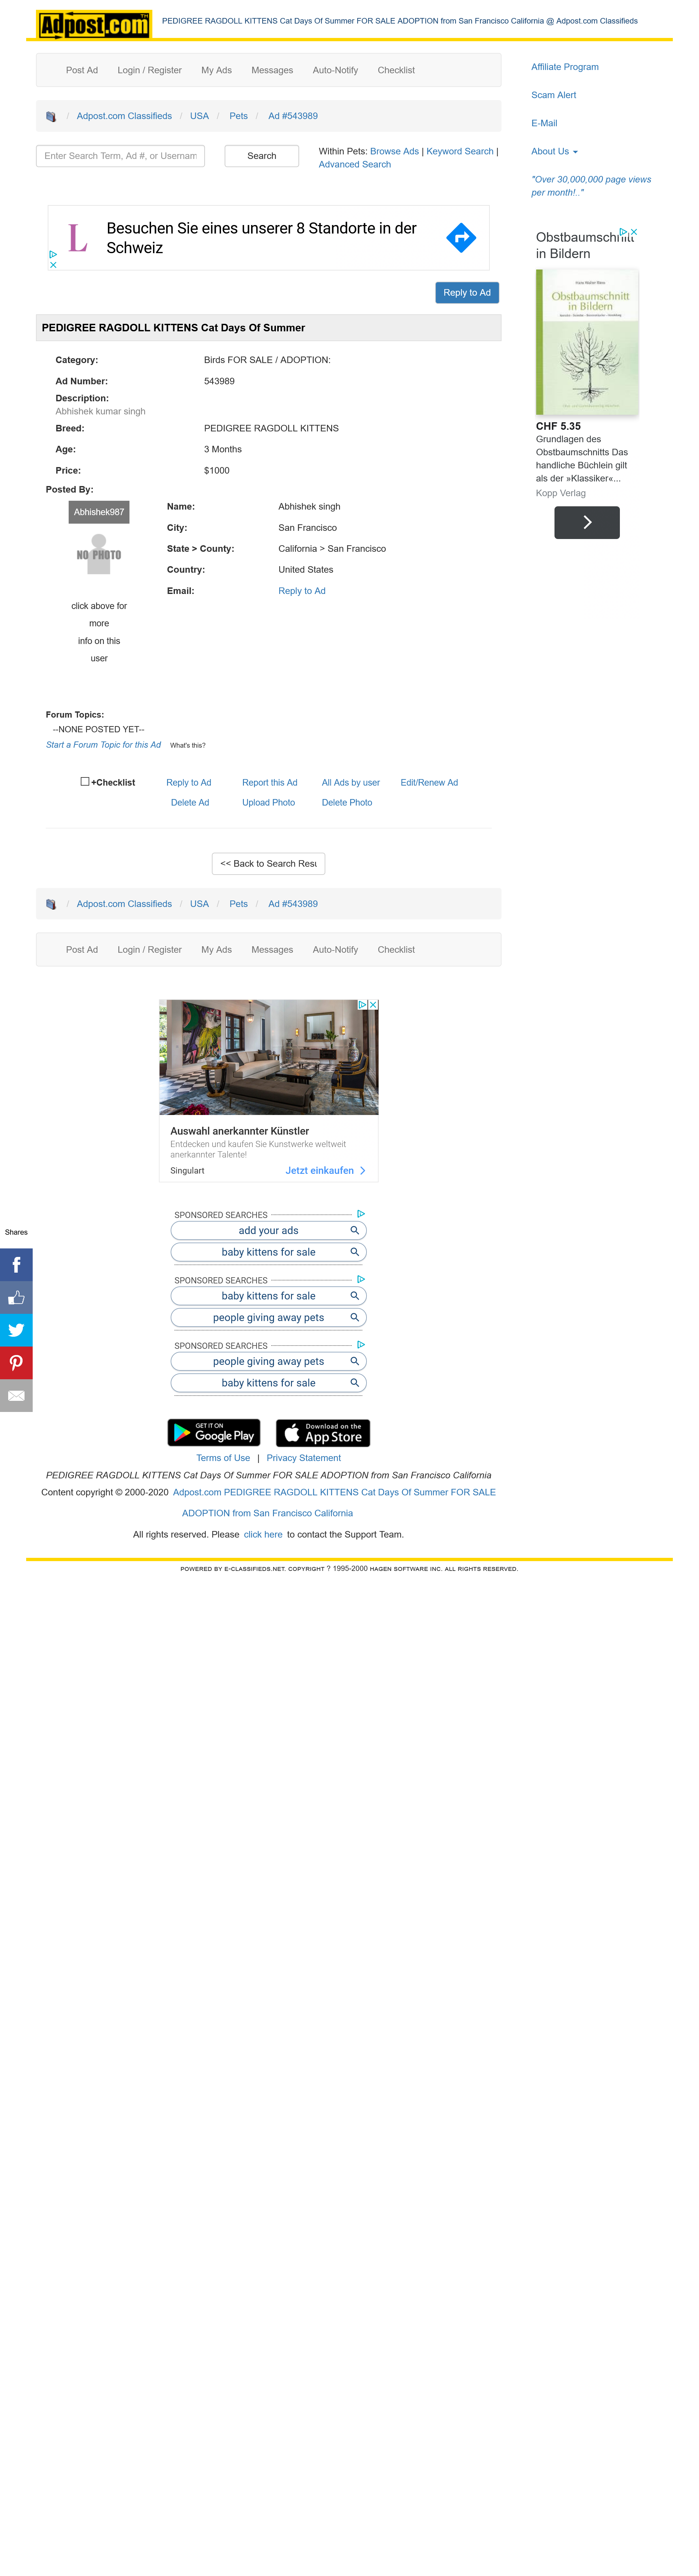 Adpost.com TM
PEDIGREE RAGDOLL KITTENS Cat Days Of Summer FOR SALE ADOPTION from San Francisco California @ Adpost.com Classifieds
Post Ad Login / Register My Ads Messages Auto-Notify Checklist
/ Adpost.com Classifieds / USA / Pets / Ad #543989
Enter Search Term, Ad #, or Usernam
Search
Within Pets: Browse Ads | Keyword Search |
Advanced Search
Besuchen Sie eines unserer 8 Standorte in der
Schweiz
L
Reply to Ad
PEDIGREE RAGDOLL KITTENS Cat Days Of Summer
Category: Birds FOR SALE / ADOPTION:
Ad Number: 543989
Description:
Abhishek kumar singh
Breed: PEDIGREE RAGDOLL KITTENS
Age: 3 Months
Price: $1000
Posted By:
Abhishek987
NO PHOTO
click above for
more
info on this
user
Name: Abhishek singh
City: San Francisco
State > County: California > San Francisco
Country: United States
Email: Reply to Ad
Forum Topics:
--NONE POSTED YET--
Start a Forum Topic for this Ad What's this?
+Checklist Reply to Ad Report this Ad All Ads by user Edit/Renew Ad
Delete Ad Upload Photo Delete Photo
<< Back to Search Resu
/ Adpost.com Classifieds / USA / Pets / Ad #543989
Post Ad Login / Register My Ads Messages Auto-Notify Checklist
Auswahl anerkannter Künstler
Entdecken und kaufen Sie Kunstwerke weltweit
anerkannter Talente!
Singulart Jetzt einkaufen
SPONSORED SEARCHES
add your ads
baby kittens for sale
SPONSORED SEARCHES
baby kittens for sale
people giving away pets
SPONSORED SEARCHES
people giving away pets
baby kittens for sale
GET IT ON
Google Play
Download on the
App Store
Terms of Use | Privacy Statement
PEDIGREE RAGDOLL KITTENS Cat Days Of Summer FOR SALE ADOPTION from San Francisco California
Content copyright © 2000-2020 Adpost.com PEDIGREE RAGDOLL KITTENS Cat Days Of Summer FOR SALE
ADOPTION from San Francisco California
All rights reserved. Please click here to contact the Support Team.
POWERED BY E-CLASSIFIEDS.NET. COPYRIGHT ? 1995-2000 HAGEN SOFTWARE INC. ALL RIGHTS RESERVED.
Affiliate Program
Scam Alert
E-Mail
About Us
"Over 30,000,000 page views
per month!.."
Obstbaumschnitt
in Bildern
Obstbaumschnitt
in Bildern
CHF 5.35
Grundlagen des
Obstbaumschnitts Das
handliche Büchlein gilt
als der »Klassiker«...
Kopp Verlag
Shares